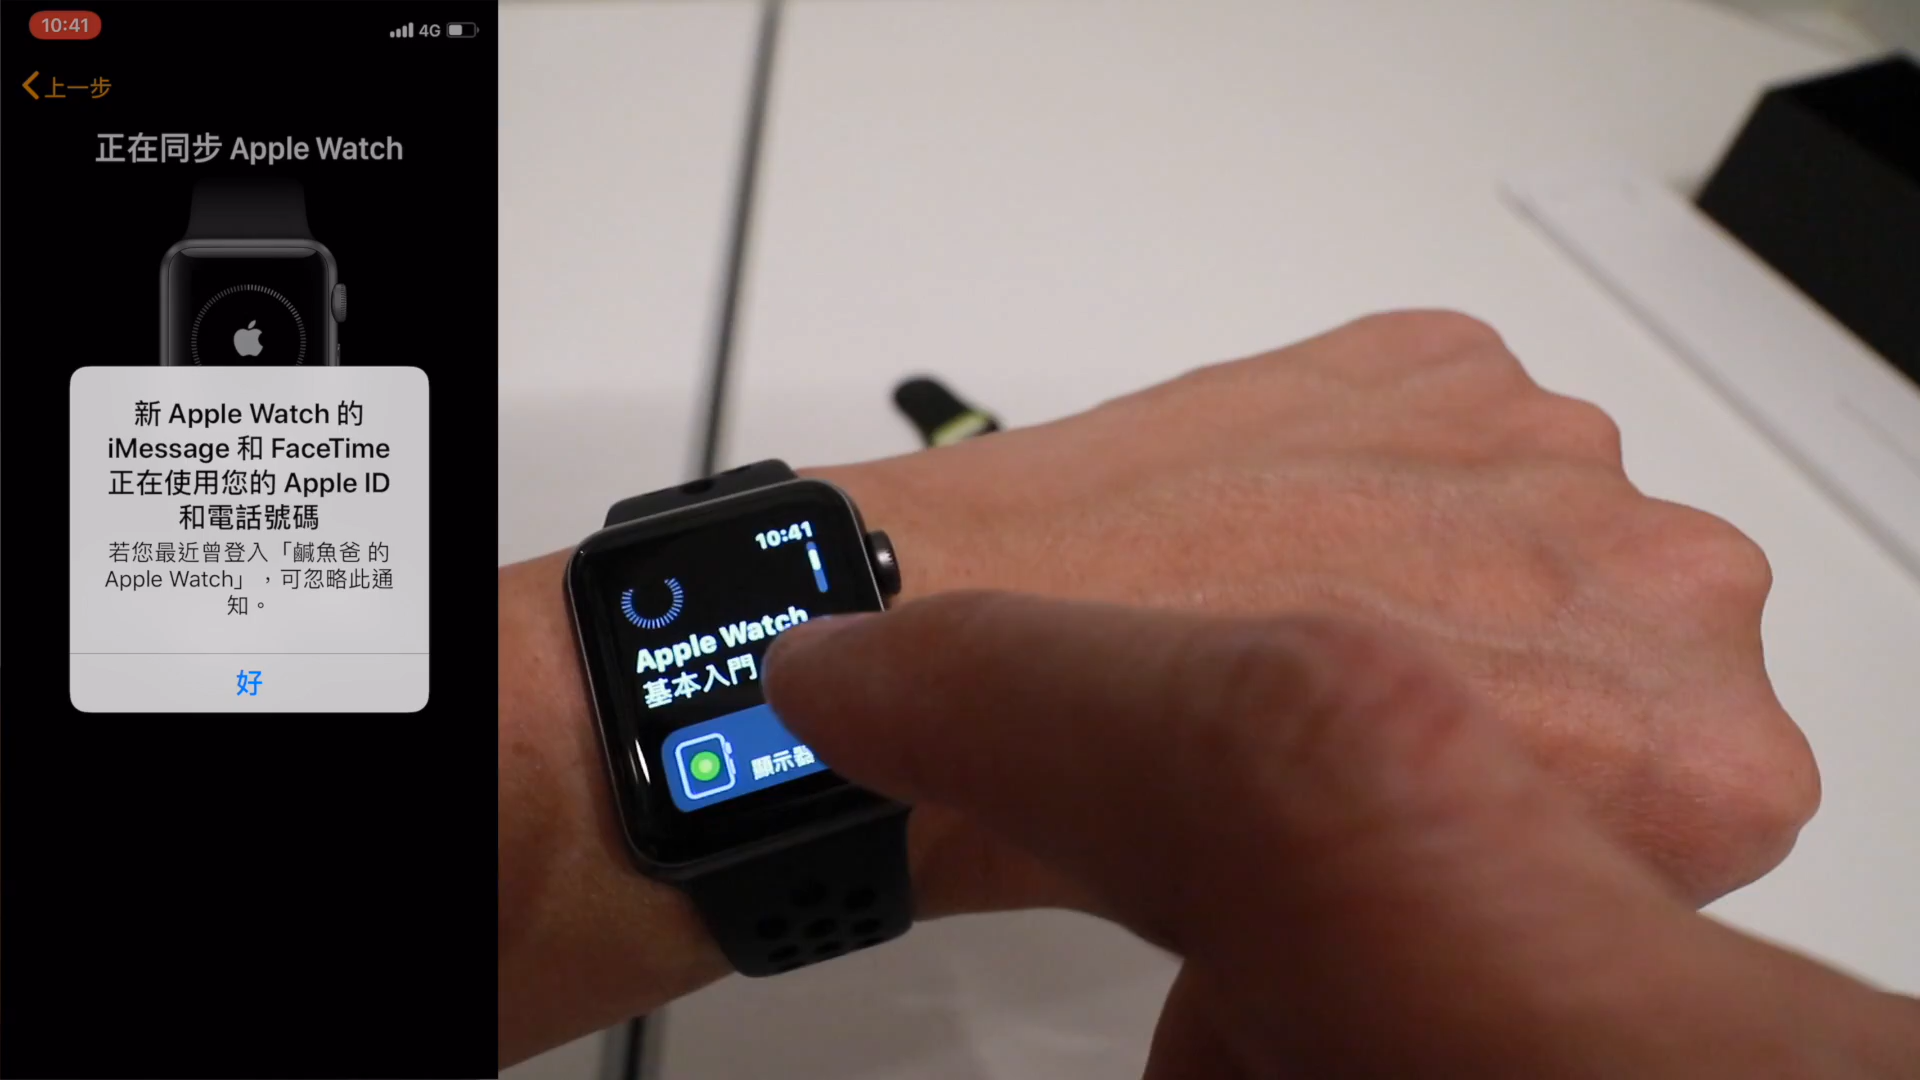 10:41
4G
上一步
正在同步 Apple Watch
新 Apple Watch 的
iMessage 和 FaceTime
正在使用您的 Apple ID
和電話號碼
若您最近曾登入「鹹魚爸 的
Apple Watch」，可忽略此通
知。
好
10:41
Apple Watch
基本入門
顯示器